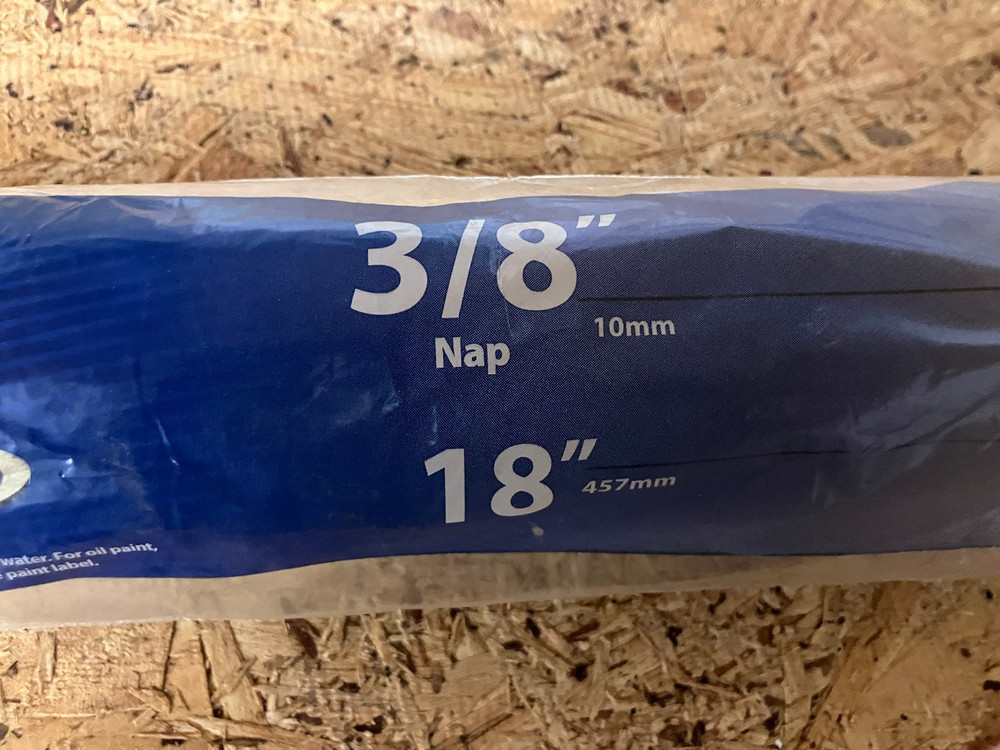 3/8"
10mm
Nap
18"
457mm
water. For oil paint,
paint label.